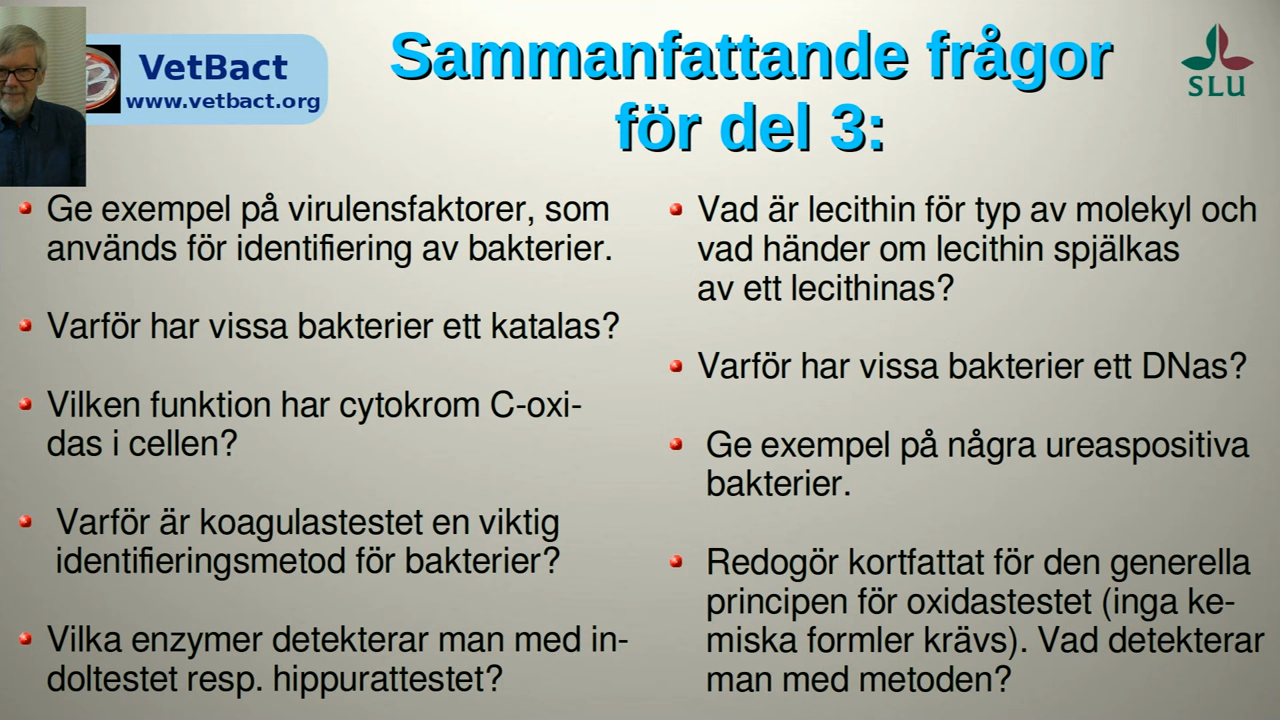 VetBact
www.vetbact.org
Sammanfattande frågor
för del 3:
SLU
Ge exempel på virulensfaktorer, som
används för identifiering av bakterier.
Varför har vissa bakterier ett katalas?
Vilken funktion har cytokrom C-oxi-
das i cellen?
Varför är koagulastestet en viktig
identifieringsmetod för bakterier?
Vilka enzymer detekterar man med in-
doltestet resp. hippurattestet?
Vad är lecithin för typ av molekyl och
vad händer om lecithin spjälkas
av ett lecithinas?
Varför har vissa bakterier ett DNas?
Ge exempel på några ureaspositiva
bakterier.
Redogör kortfattat för den generella
principen för oxidastestet (inga ke-
miska formler krävs). Vad detekterar
man med metoden?